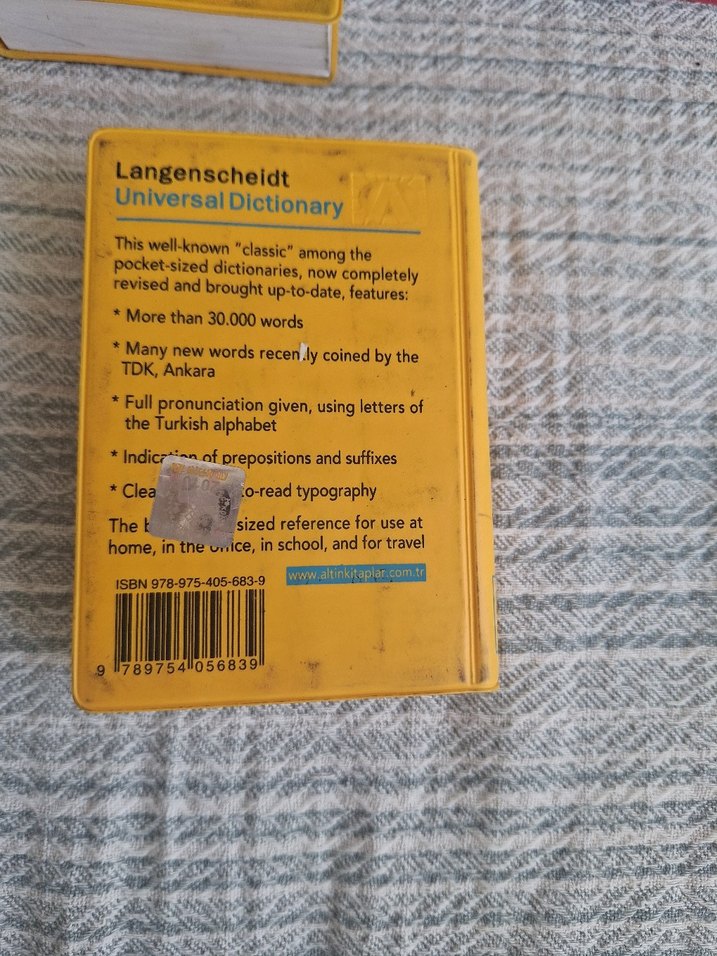 Langenscheidt
Universal Dictionary
This well-known "classic" among the
pocket-sized dictionaries, now completely
revised and brought up-to-date, features:
* More than 30.000 words
* Many new words recently coined by the
TDK, Ankara
* Full pronunciation given, using letters of
the Turkish alphabet
* Indication of prepositions and suffixes
* to-read typography
The sized reference for use at
home, in the office, in school, and for travel
ISBN 978-975-405-683-9
www.altinkitaplar.com.tr
9 789754 056839